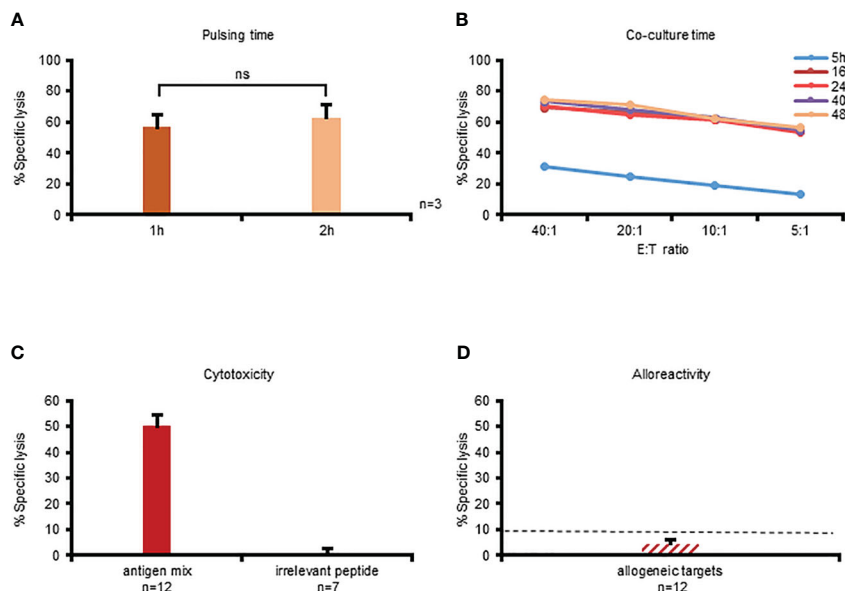 A
Pulsing time
% Specific lysis
100
80
60
40
20
0
ns
1h
2h
n=3
B
Co-culture time
% Specific lysis
100
80
60
40
20
0
40:1
20:1
10:1
5:1
E:T ratio
5h
16
24
40
48
C
Cytotoxicity
% Specific lysis
60
50
40
30
20
10
0
antigen mix
n=12
irrelevant peptide
n=7
D
Alloreactivity
% Specific lysis
60
50
40
30
20
10
0
allogeneic targets
n=12